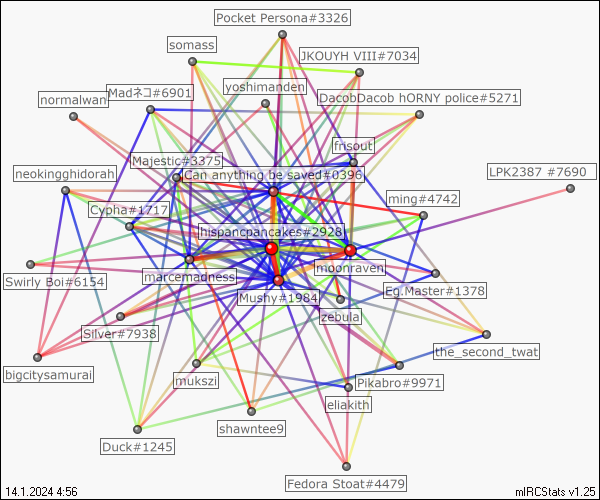 Pocket Persona#3326
somass
JKOUYH VIII#7034
yoshimanden
Madネコ#6901
normalwan
DacobDacob hORNY police#5271
frisout
Majestic#3375
Can anything be saved#0396
neokingghidorah
LPK2387 #7690
ming#4742
Cypha#1717
hispancpancakes#2928
moonraven
marcemadness
Swirly Boi#6154
Eg.Master#1378
Mushy#1984
zebula
Silver#7938
the_second_twat
bigcitysamurai
mukszi
Pikabro#9971
eliakith
shawntee9
Duck#1245
Fedora Stoat#4479
14.1.2024 4:56
mIRCStats v1.25